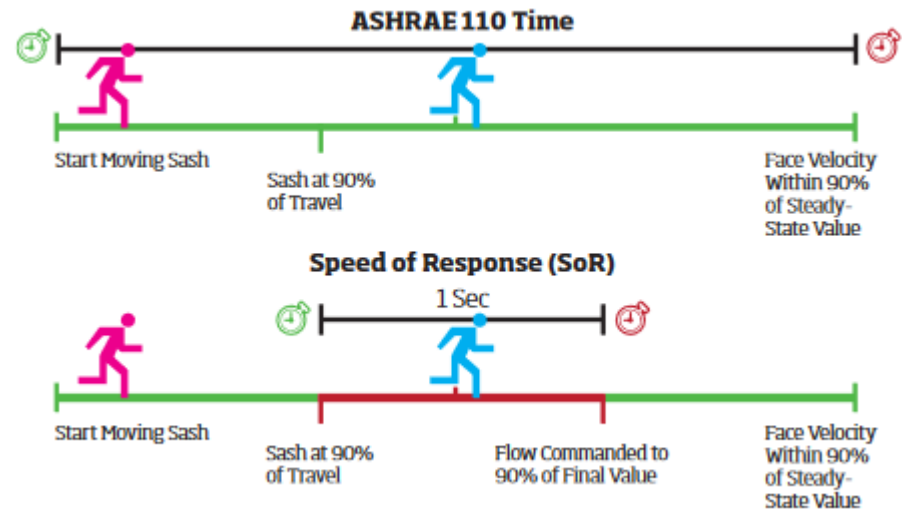 ASHRAE 110 Time
Start Moving Sash
Sash at 90%
of Travel
Face Velocity
Within 90%
of Steady-
State Value
Speed of Response (SoR)
1 Sec
Start Moving Sash
Sash at 90%
of Travel
Flow Commanded to
90% of Final Value
Face Velocity
Within 90%
of Steady-
State Value